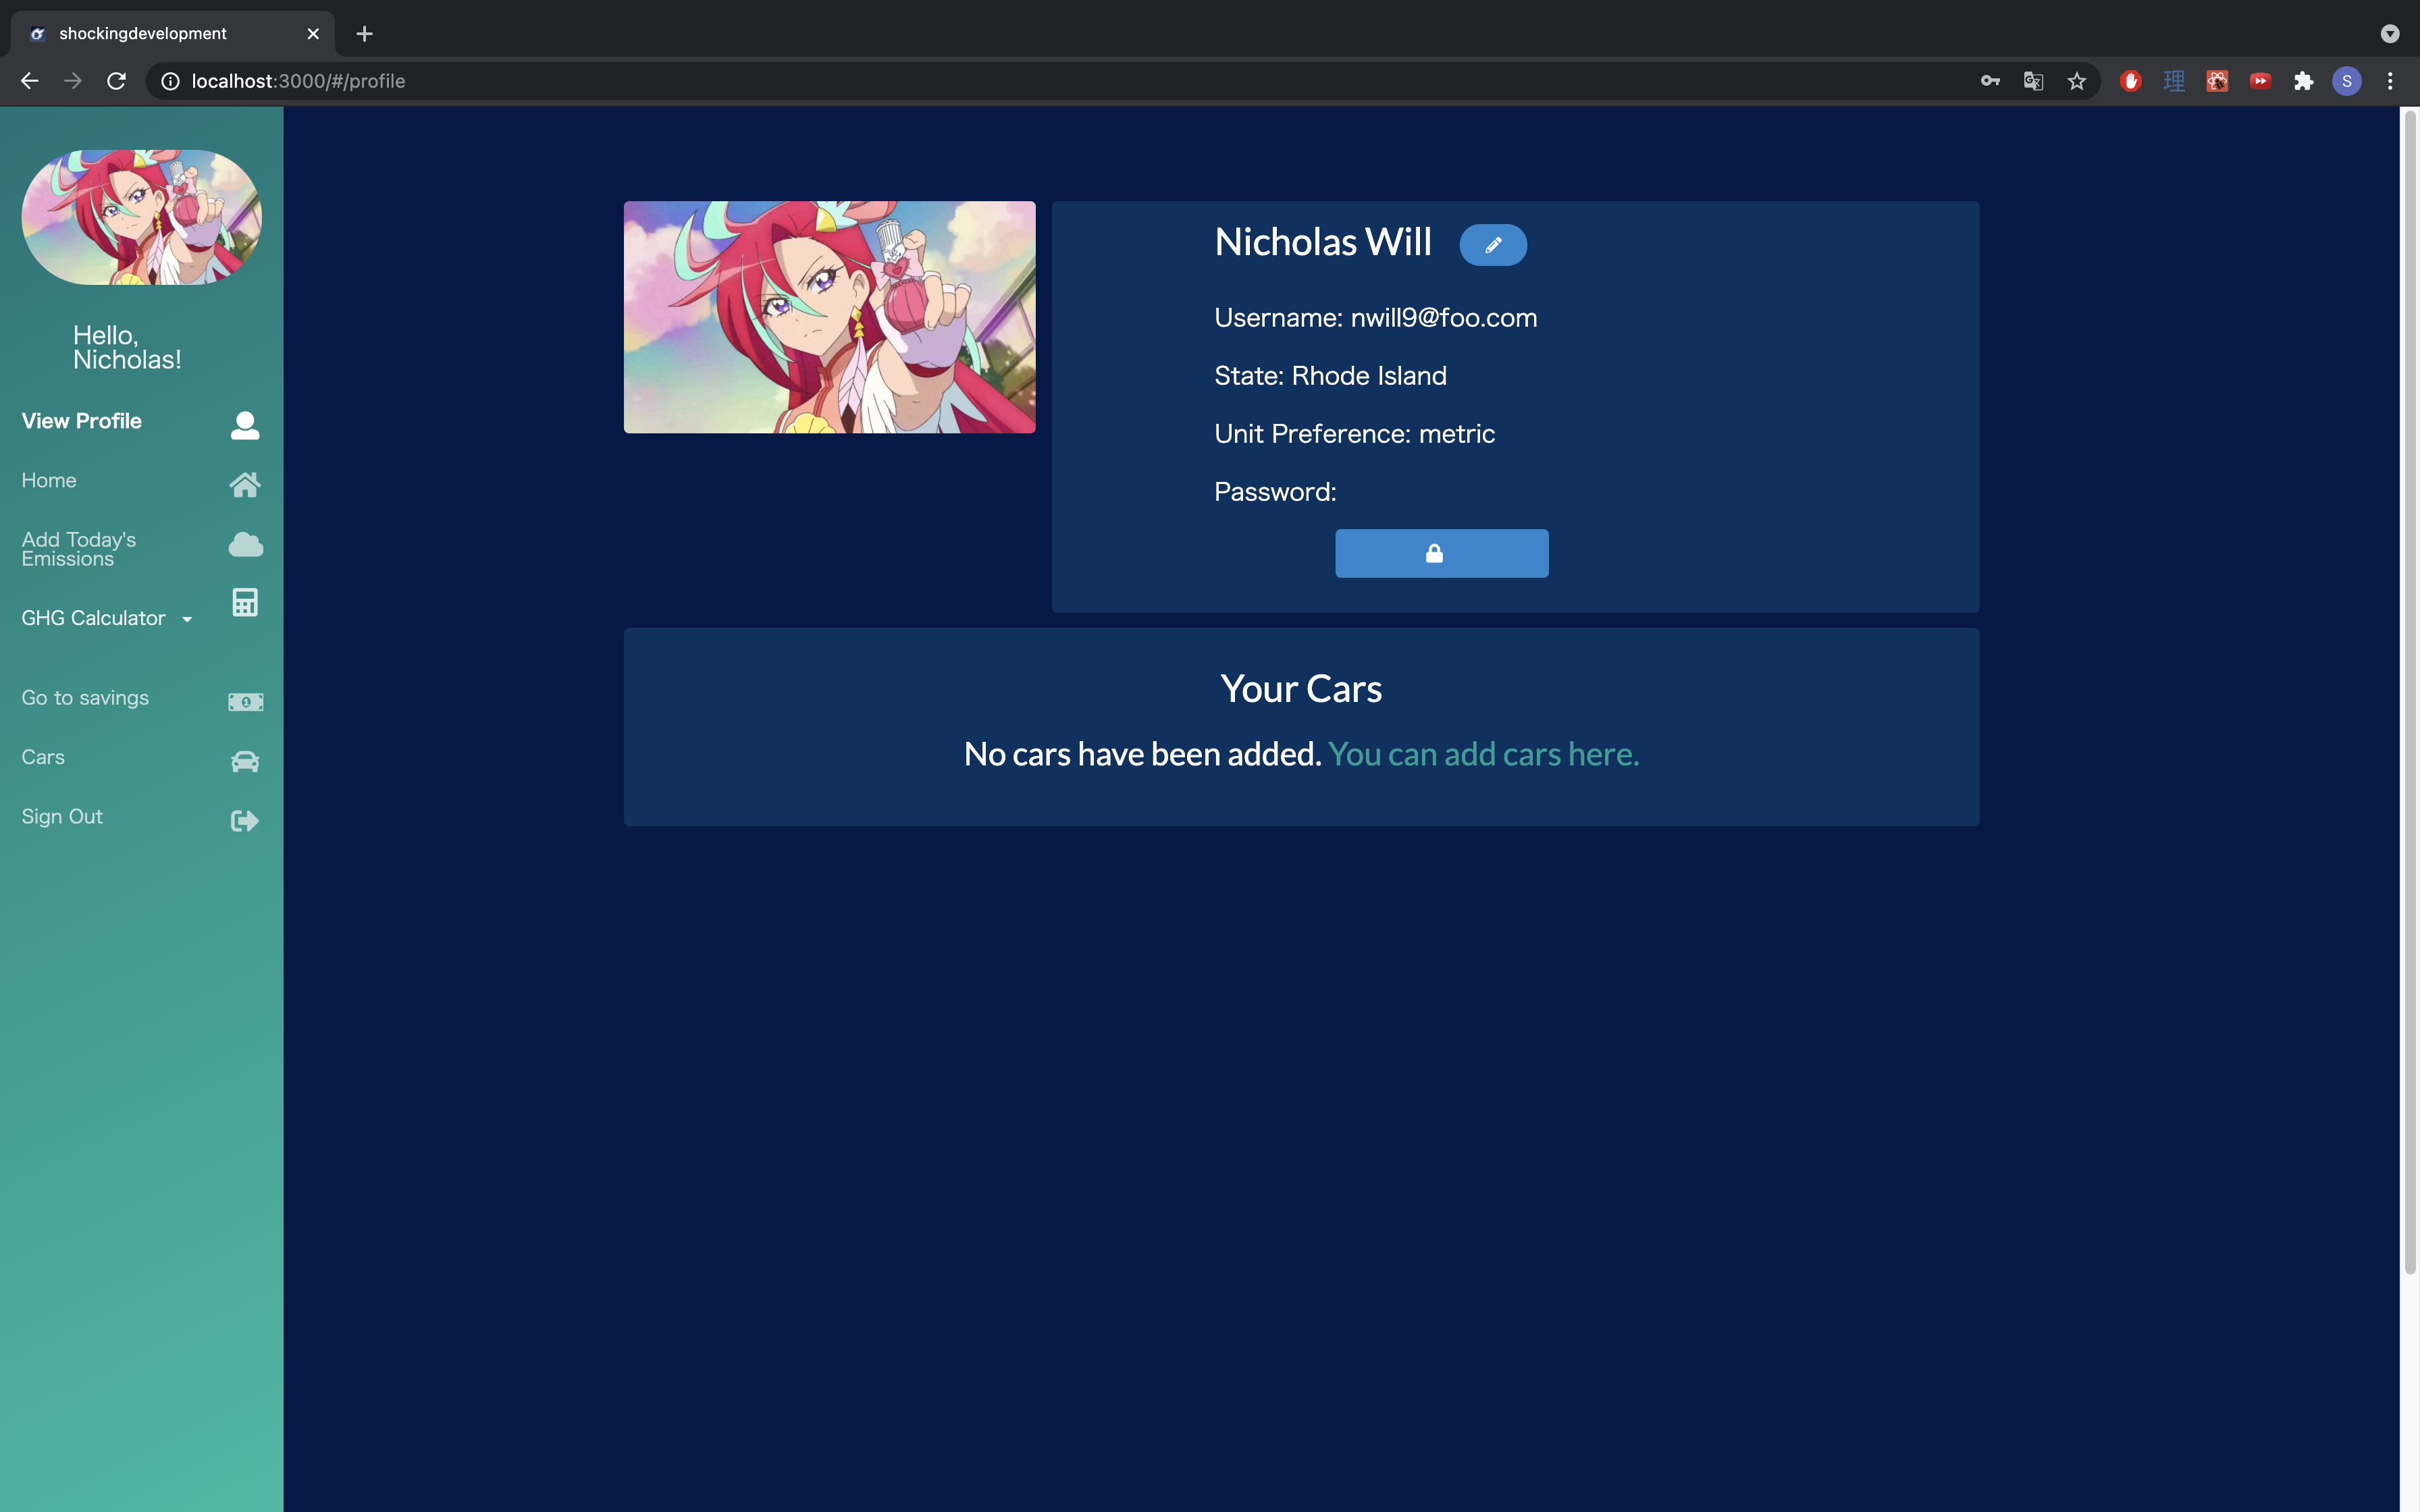 shockingdevelopment
localhost:3000/#/profile
S
Hello,
Nicholas!
View Profile
Home
Add Today's
Emissions
GHG Calculator
Go to savings
1
Cars
Sign Out
Nicholas Will
Username: nwill9@foo.com
State: Rhode Island
Unit Preference: metric
Password:
Your Cars
No cars have been added. You can add cars here.